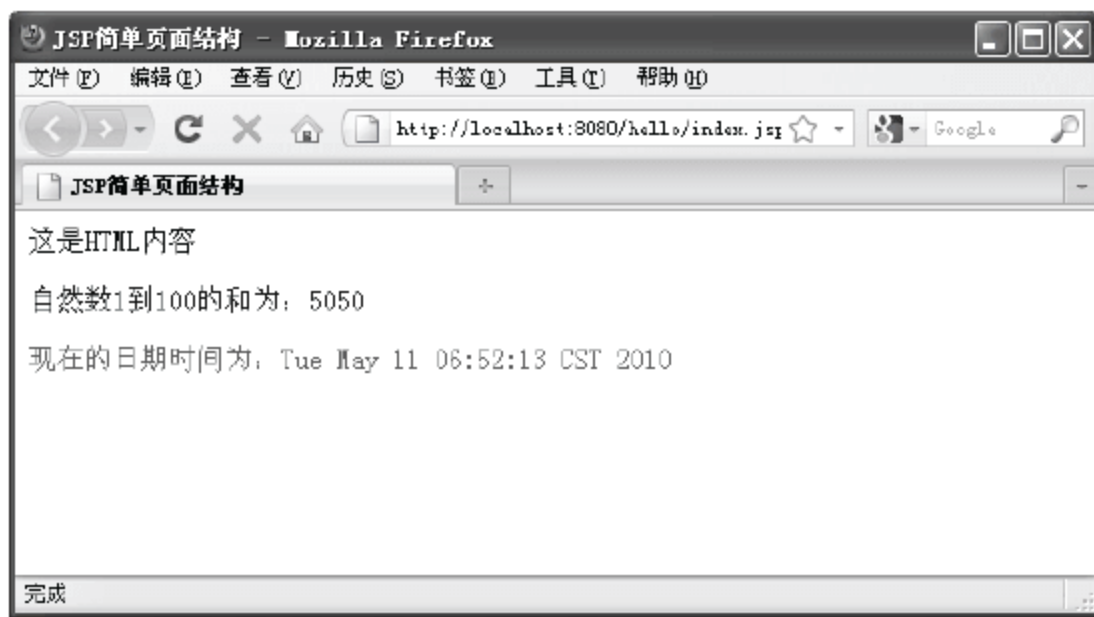 JSP简单页面结构 - Mozilla Firefox
文件(F) 编辑(E) 查看(V) 历史(S) 书签(B) 工具(T) 帮助(H)
http://localhost:8080/hello/index.jsp Google
JSP简单页面结构
这是HTML内容
自然数1到100的和为：5050
现在的日期时间为：Tue May 11 06:52:13 CST 2010
完成